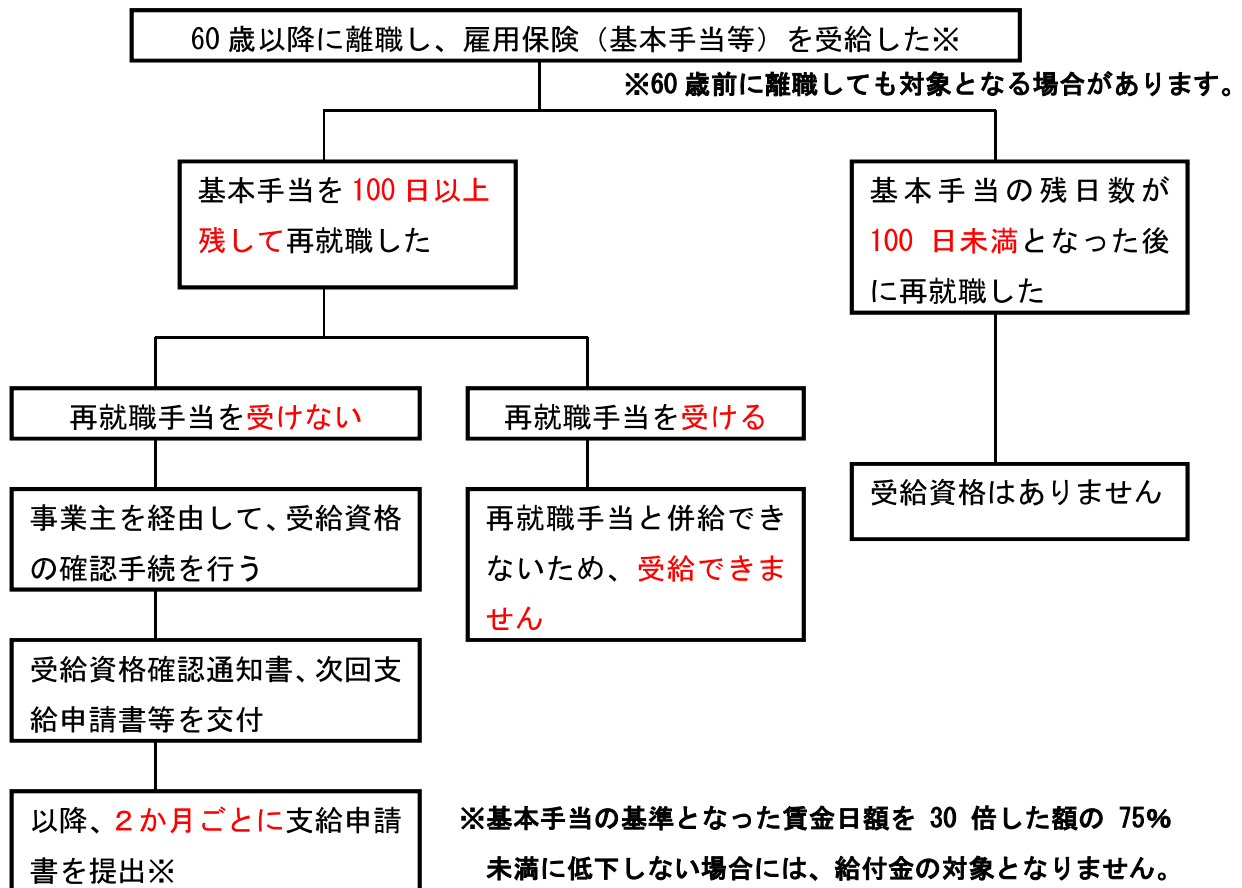 60歳以降に離職し、雇用保険（基本手当等）を受給した※
※60歳前に離職しても対象となる場合があります。
基本手当を100日以上
残して再就職した
基本手当の残日数が
100日未満となった後
に再就職した
再就職手当を受けない
再就職手当を受ける
受給資格はありません
事業主を経由して、受給資格
の確認手続を行う
再就職手当と併給でき
ないため、受給できま
せん
受給資格確認通知書、次回支
給申請書等を交付
以降、２か月ごとに支給申請
書を提出※
※基本手当の基準となった賃金日額を 30 倍した額の 75%
未満に低下しない場合には、給付金の対象となりません。